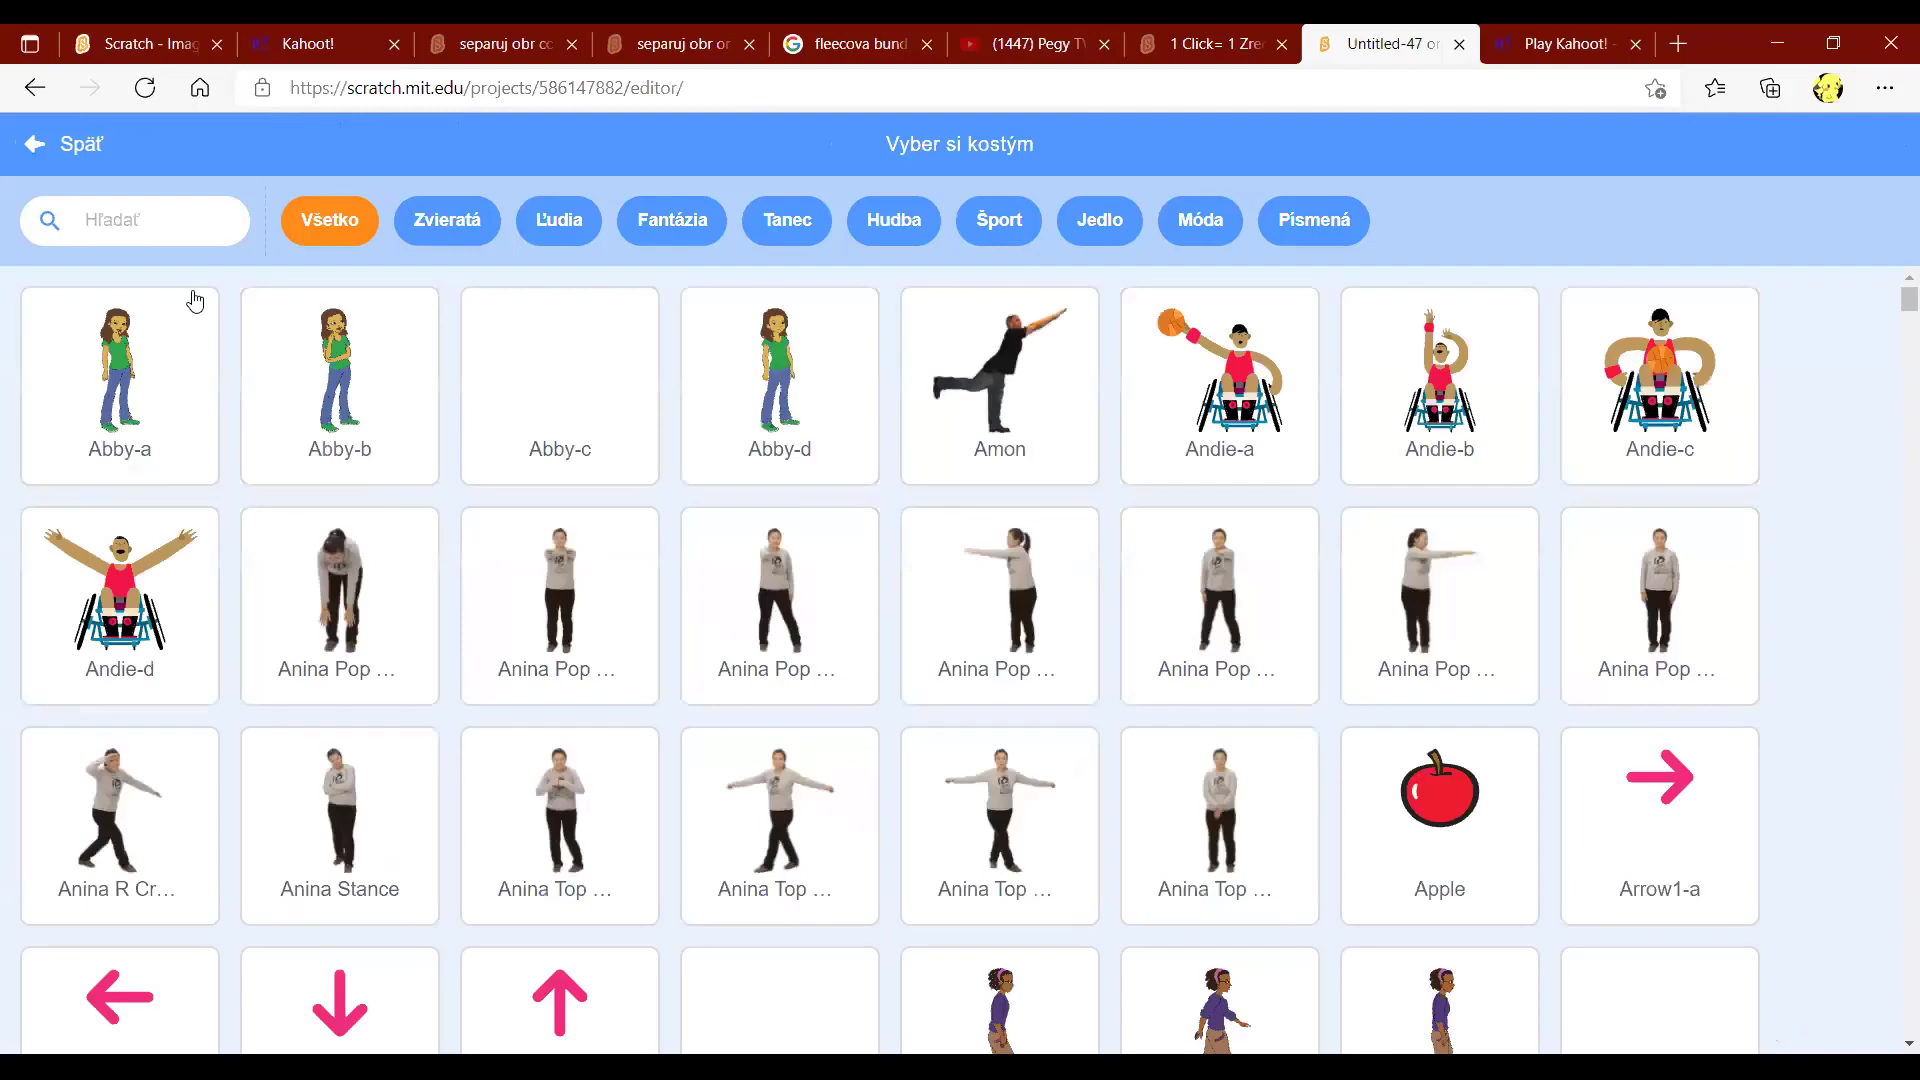 Scratch - Imag
Kahoot!
separuj obr co
separuj obr or
fleecova bund
(1447) Pegy T
1 Click= 1 Zre
Untitled-47 or
Play Kahoot! -
https://scratch.mit.edu/projects/586147882/editor/
Späť
Vyber si kostým
Hľadať
Všetko
Zvieratá
Ľudia
Fantázia
Tanec
Hudba
Šport
Jedlo
Móda
Písmená
Abby-a
Abby-b
Abby-c
Abby-d
Amon
Andie-a
Andie-b
Andie-c
Andie-d
Anina Pop ...
Anina Pop ...
Anina Pop ...
Anina Pop ...
Anina Pop ...
Anina Pop ...
Anina Pop ...
Anina R Cr...
Anina Stance
Anina Top ...
Anina Top ...
Anina Top ...
Anina Top ...
Apple
Arrow1-a